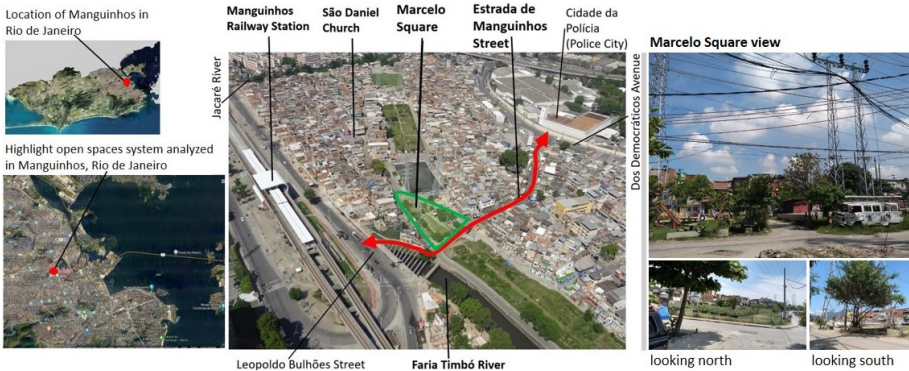 Location of Manguinhos in
Rio de Janeiro
Highlight open spaces system analyzed
in Manguinhos, Rio de Janeiro
Manguinhos
Railway Station
São Daniel
Church
Marcelo
Square
Estrada de
Manguinhos
Street
Cidade da
Polícia
(Police City)
Jacaré River
Dos Democráticos Avenue
Leopoldo Bulhões Street
Faria Timbó River
Marcelo Square view
looking north
looking south